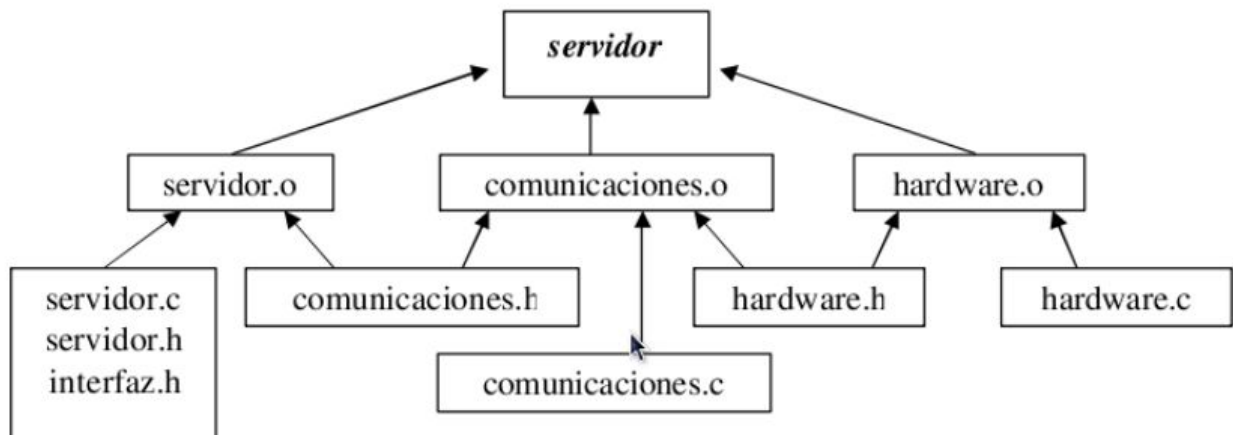 servidor
servidor.o
comunicaciones.o
hardware.o
servidor.c
servidor.h
interfaz.h
comunicaciones.h
hardware.h
hardware.c
comunicaciones.c